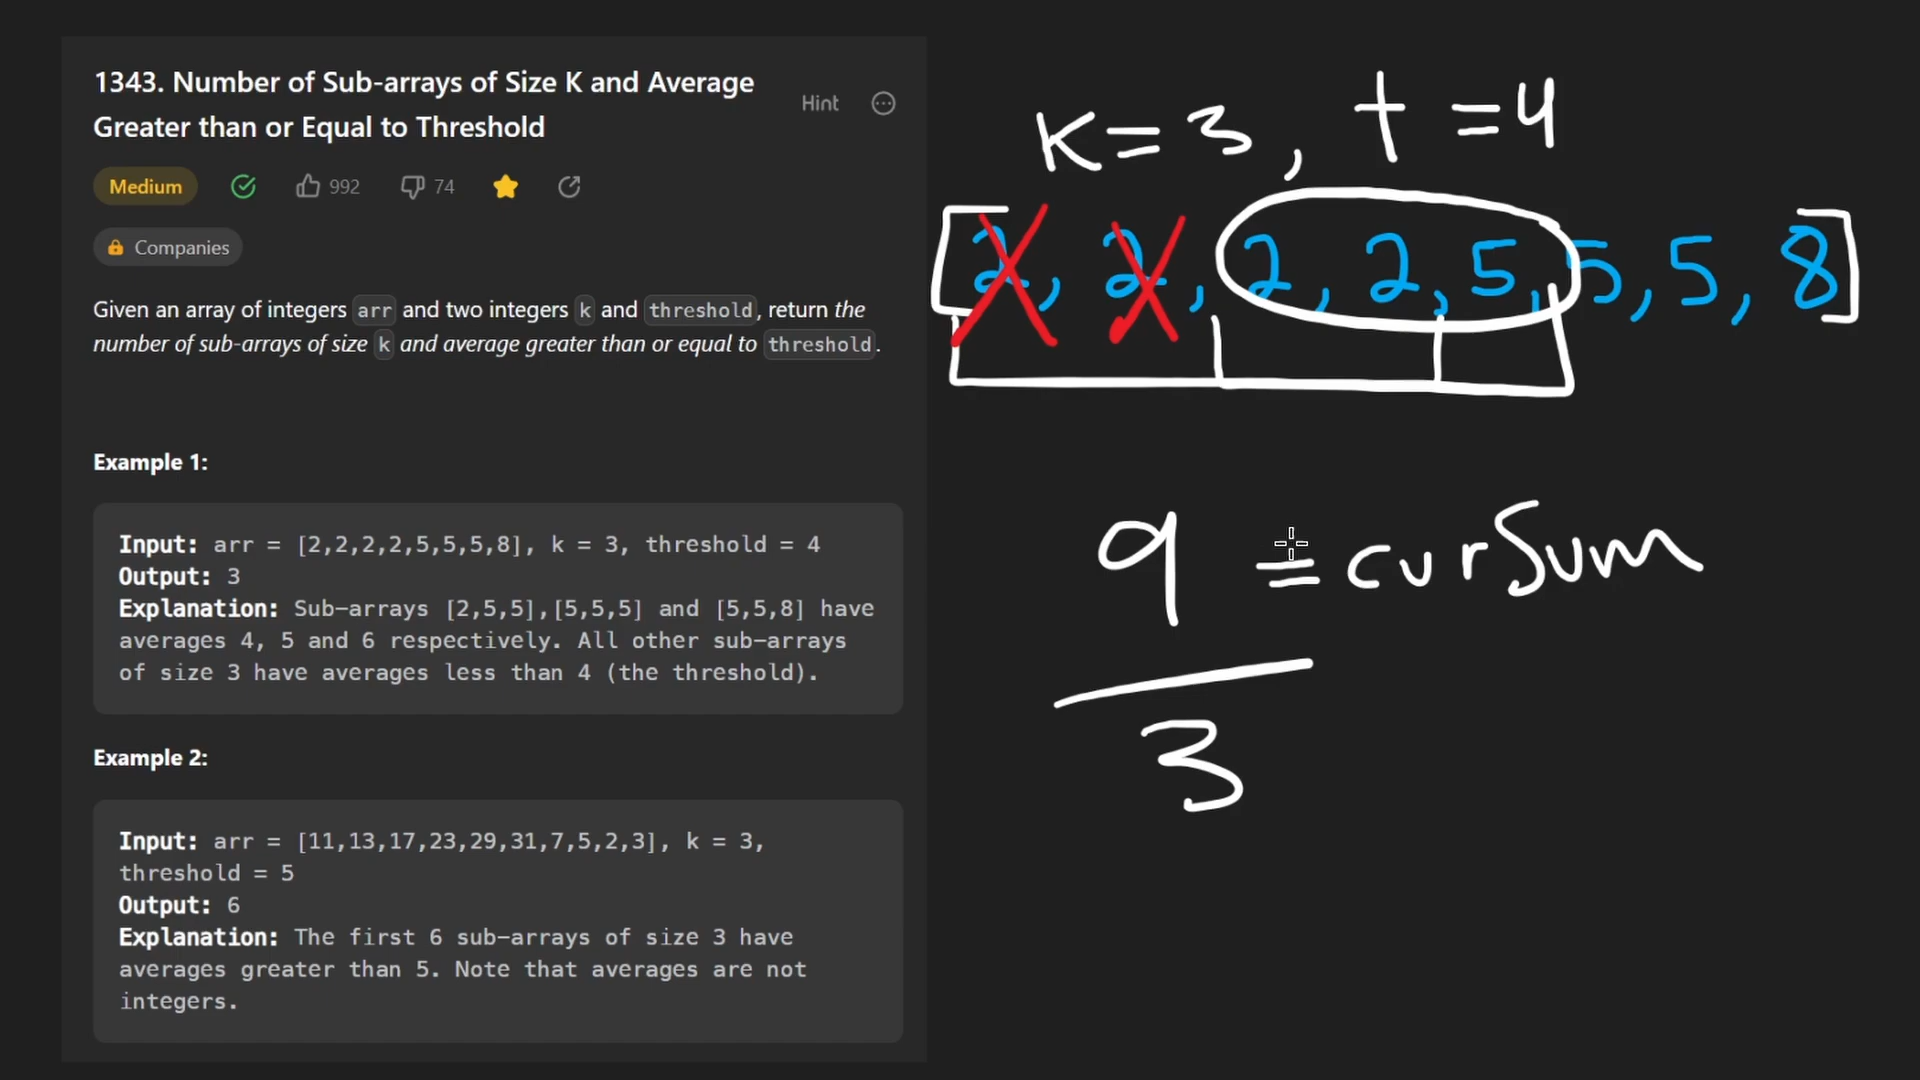 1343. Number of Sub-arrays of Size K and Average
Greater than or Equal to Threshold
Hint
Medium
992
74
Companies
Given an array of integers arr and two integers k and threshold, return the
number of sub-arrays of size k and average greater than or equal to threshold.
Example 1:
Input: arr = [2,2,2,2,5,5,5,8], k = 3, threshold = 4
Output: 3
Explanation: Sub-arrays [2,5,5],[5,5,5] and [5,5,8] have
averages 4, 5 and 6 respectively. All other sub-arrays
of size 3 have averages less than 4 (the threshold).
Example 2:
Input: arr = [11,13,17,23,29,31,7,5,2,3], k = 3,
threshold = 5
Output: 6
Explanation: The first 6 sub-arrays of size 3 have
averages greater than 5. Note that averages are not
integers.
K=3, t=4
[2, 2, 2, 2, 5, 5, 5, 8]
9 = curSum
3